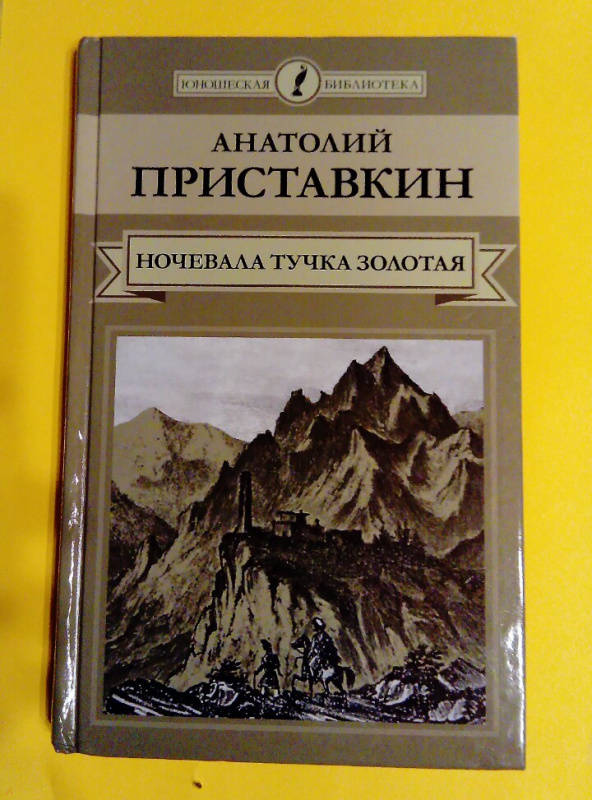 ЮНОШЕСКАЯ БИБЛИОТЕКА
АНАТОЛИЙ
ПРИСТАВКИН
НОЧЕВАЛА ТУЧКА ЗОЛОТАЯ